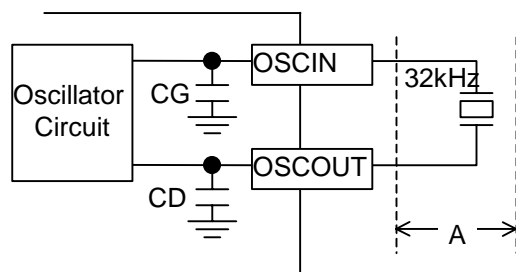 OSCIN
32kHz
Oscillator
Circuit
CG
OSCOUT
CD
A